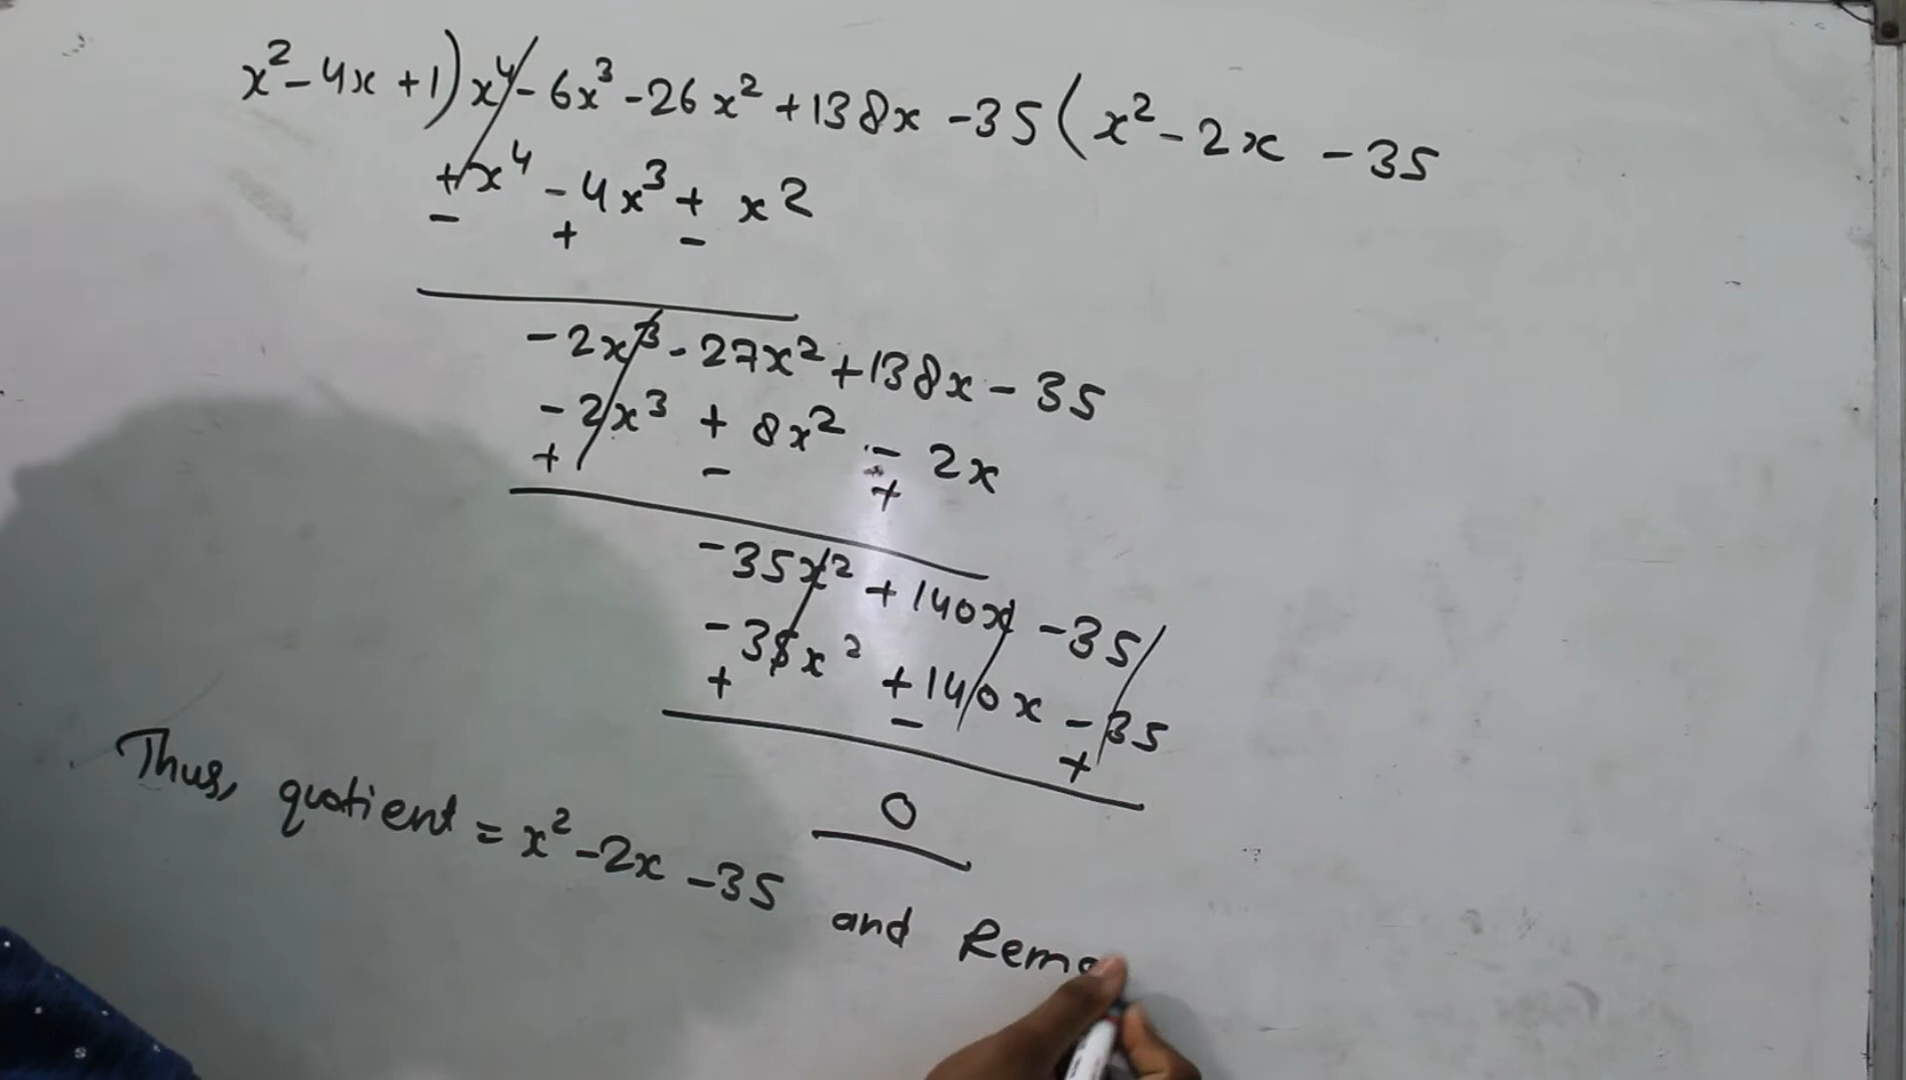 x² - 4x + 1) x⁴ - 6x³ - 26x² + 138x - 35 (x² - 2x - 35
+ x⁴ - 4x³ + x²
- + -
- 2x³ - 27x² + 138x - 35
- 2x³ + 8x² - 2x
+ - +
- 35x² + 140x - 35
- 35x² + 140x - 35
+ - +
0
Thus, quotient = x² - 2x - 35 and Rema